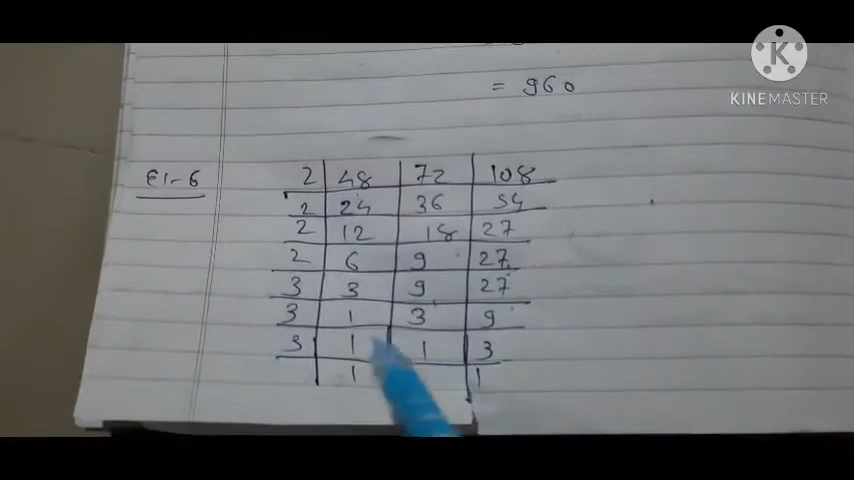 = 960
K
KINEMASTER
દા-6
2 48 72 108
2 24 36 54
2 12 18 27
2 6 9 27
3 3 9 27
3 1 3 9
3 1 1 3
1 1